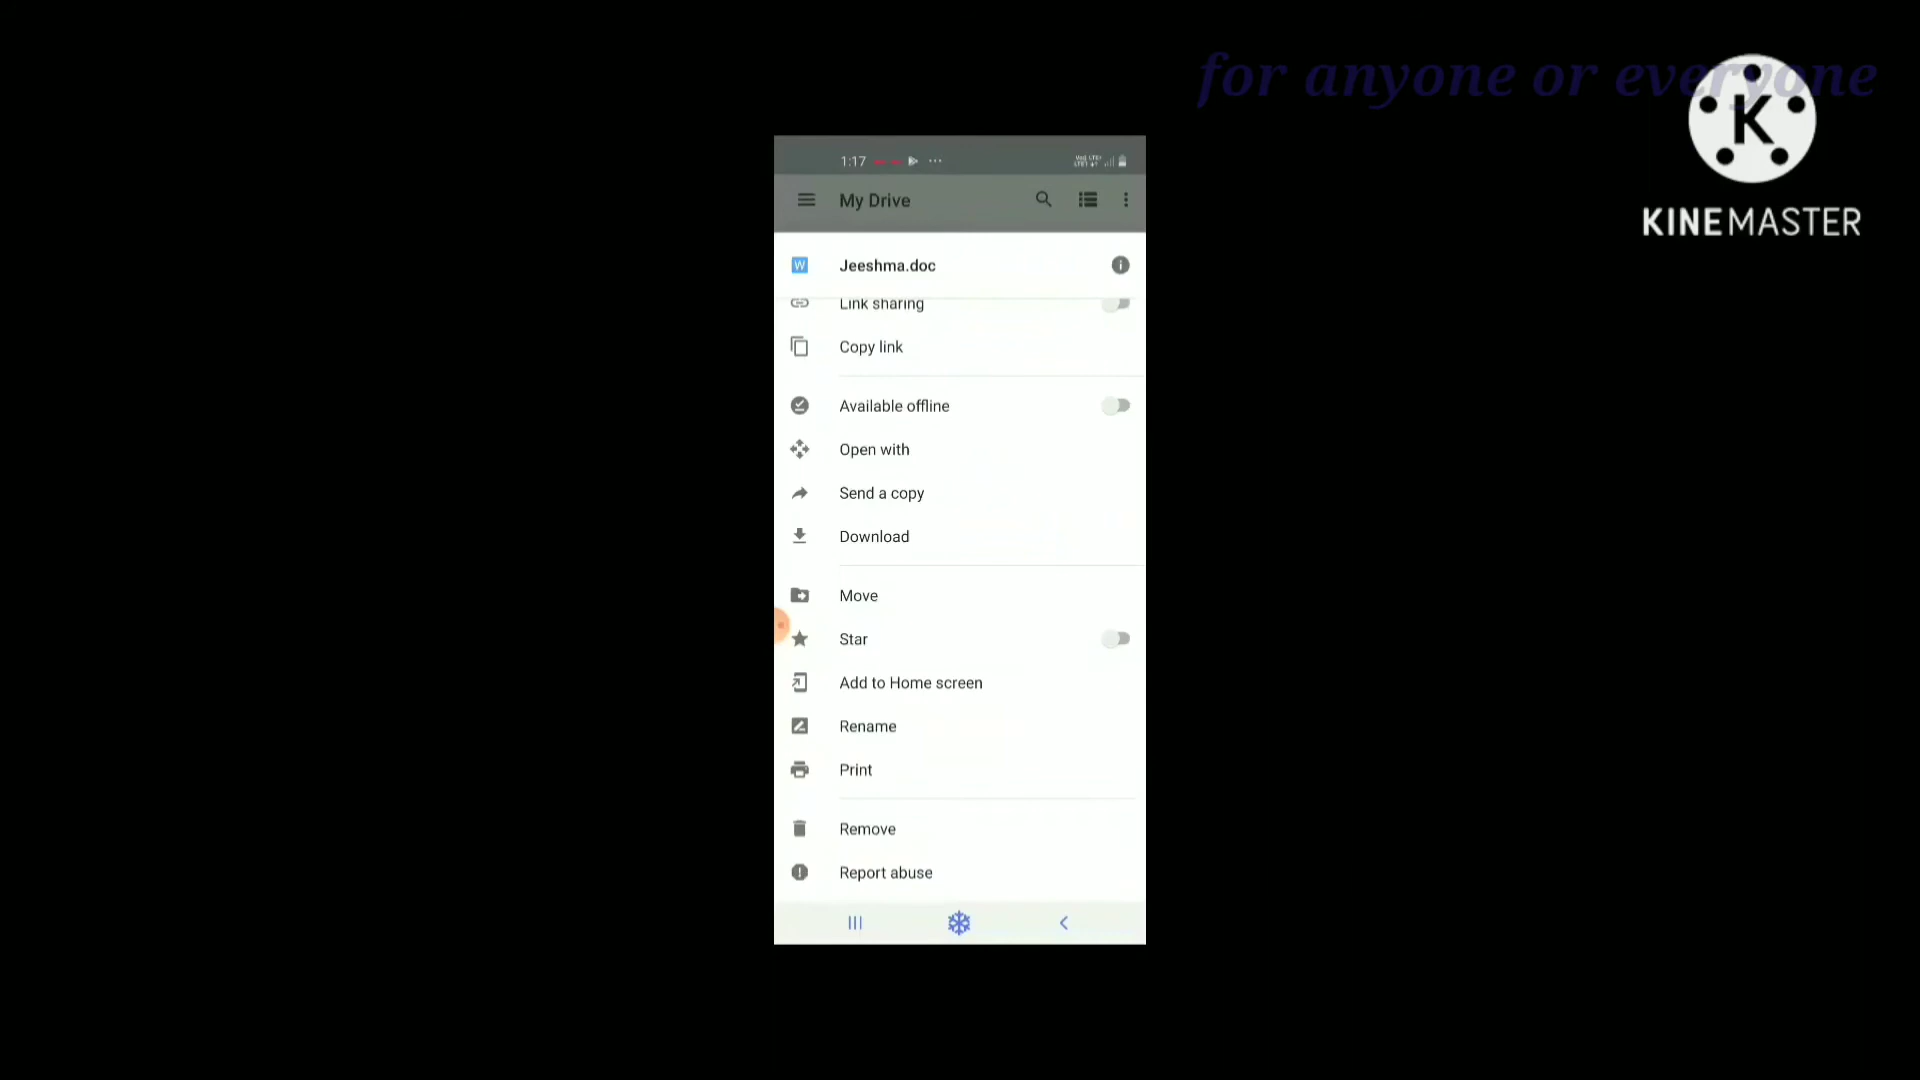 for anyone or everyone
K
KINEMASTER
1:17
My Drive
W Jeeshma.doc
Link sharing
Copy link
Available offline
Open with
Send a copy
Download
Move
Star
Add to Home screen
Rename
Print
Remove
Report abuse